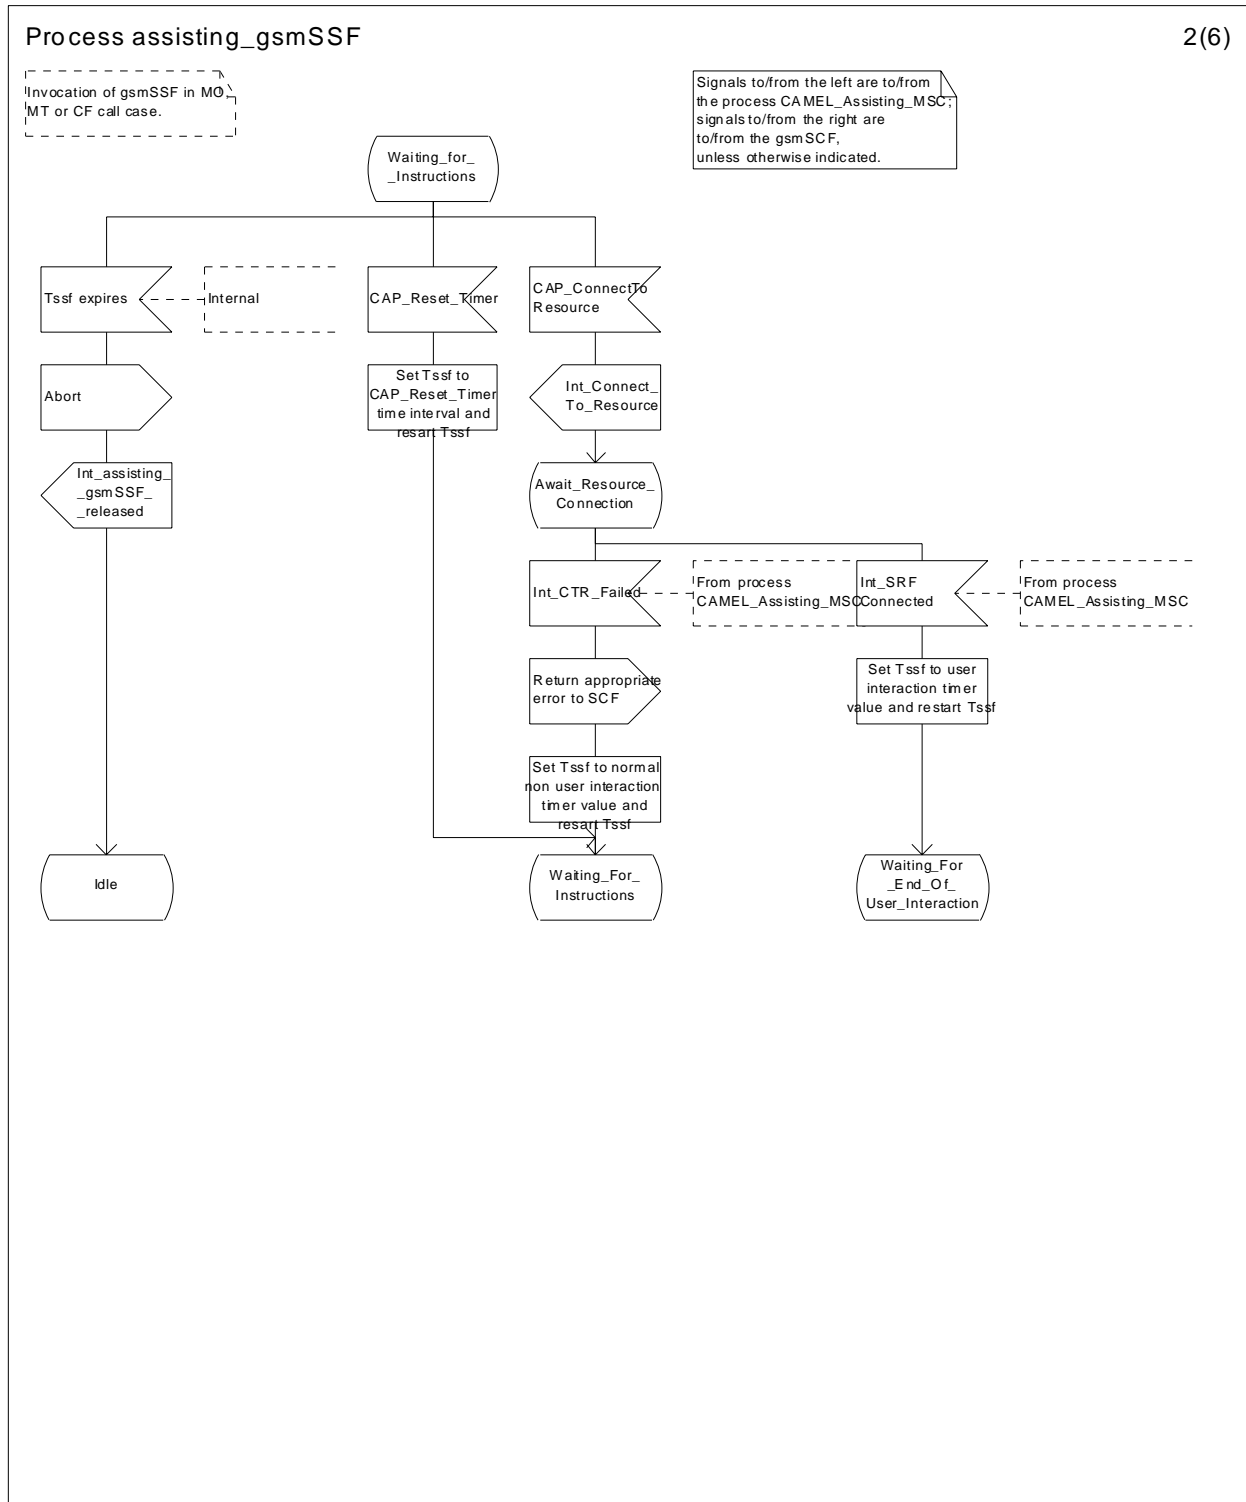 Process assisting_gsmSSF
2(6)
Invocation of gsmSSF in MO,
MT or CF call case.
Signals to/from the left are to/from
the process CAMEL_Assisting_MSC;
signals to/from the right are
to/from the gsmSCF,
unless otherwise indicated.
Waiting_for_
_Instructions
Tssf expires
Internal
CAP_Reset_Timer
CAP_ConnectTo
Resource
Abort
Set Tssf to
CAP_Reset_Timer
time interval and
resart Tssf
Int_Connect_
To_Resource
Int_assisting_
_gsmSSF_
_released
Await_Resource_
Connection
Int_CTR_Failed
From process
CAMEL_Assisting_MSC
Int_SRF
Connected
From process
CAMEL_Assisting_MSC
Return appropriate
error to SCF
Set Tssf to user
interaction timer
value and restart Tssf
Set Tssf to normal
non user interaction
timer value and
resart Tssf
Idle
Waiting_For_
Instructions
Waiting_For
_End_Of_
User_Interaction